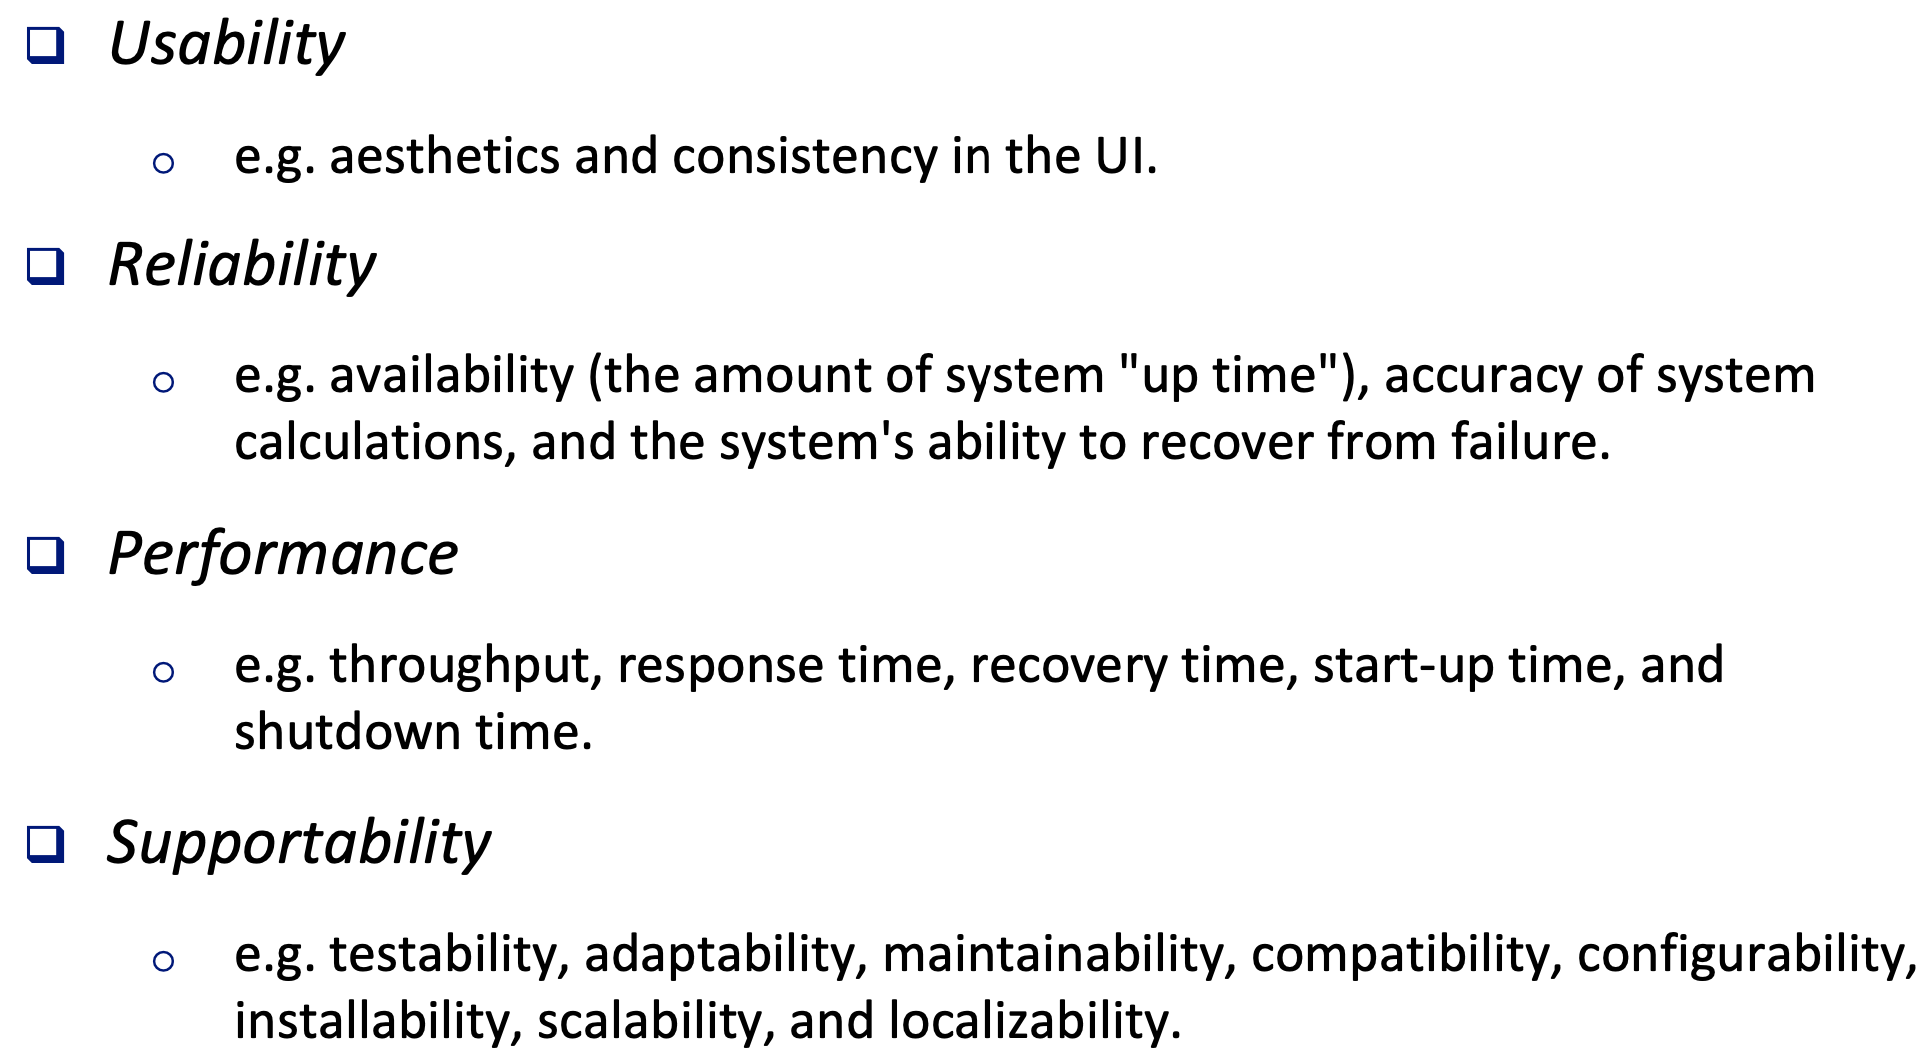 Usability
e.g. aesthetics and consistency in the UI.
Reliability
e.g. availability (the amount of system "up time"), accuracy of system
calculations, and the system's ability to recover from failure.
Performance
e.g. throughput, response time, recovery time, start-up time, and
shutdown time.
Supportability
e.g. testability, adaptability, maintainability, compatibility, configurability,
installability, scalability, and localizability.